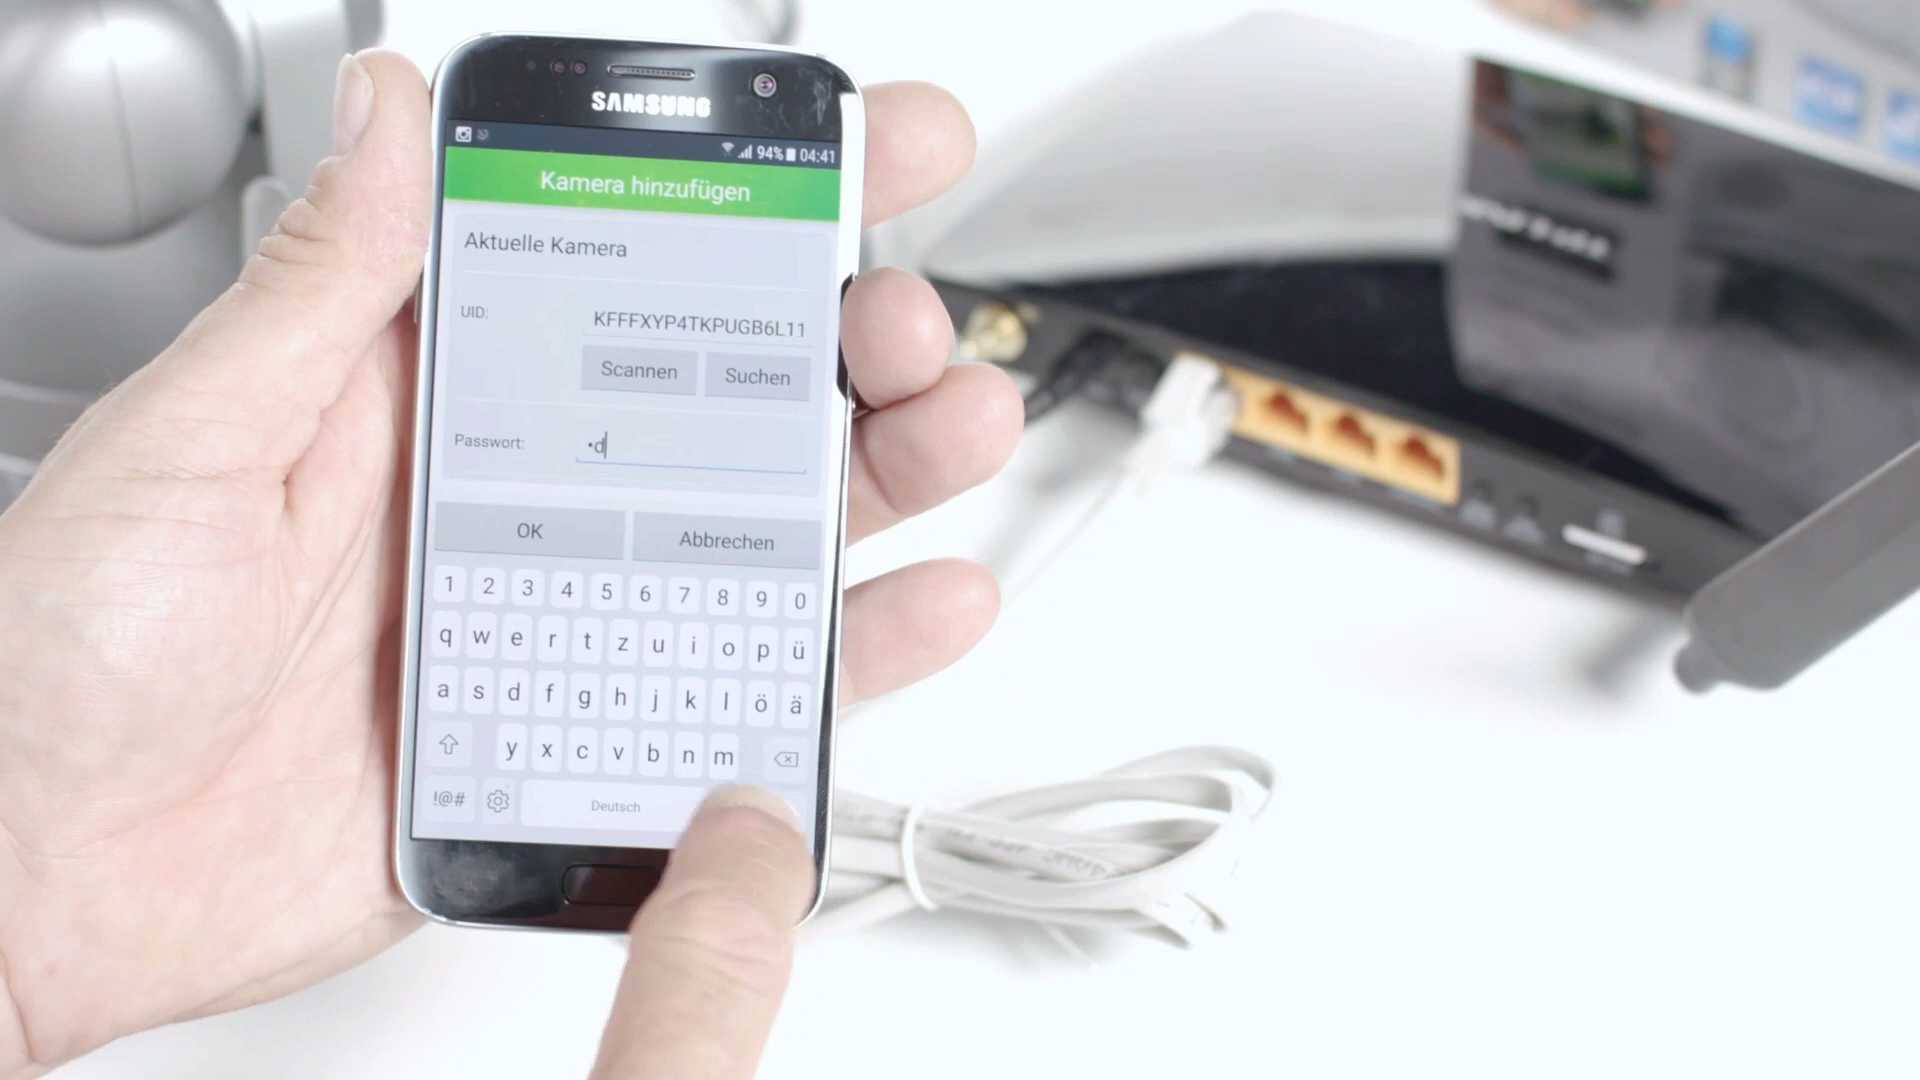 SAMSUNG
94% 04:41
Kamera hinzufügen
Aktuelle Kamera
UID: KFFFXYP4TKPUGB6L11
Scannen Suchen
Passwort: •d
OK Abbrechen
1 2 3 4 5 6 7 8 9 0
q w e r t z u i o p ü
a s d f g h j k l ö ä
y x c v b n m
!@# Deutsch